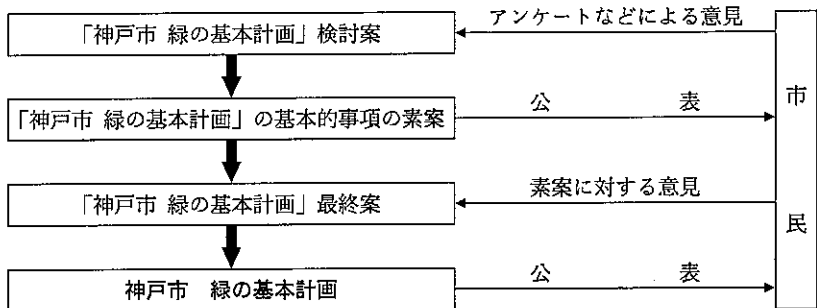 アンケートなどによる意見
「神戸市 緑の基本計画」検討案
市
「神戸市 緑の基本計画」の基本的事項の素案
公 表
「神戸市 緑の基本計画」最終案
素案に対する意見
民
神戸市 緑の基本計画
公 表